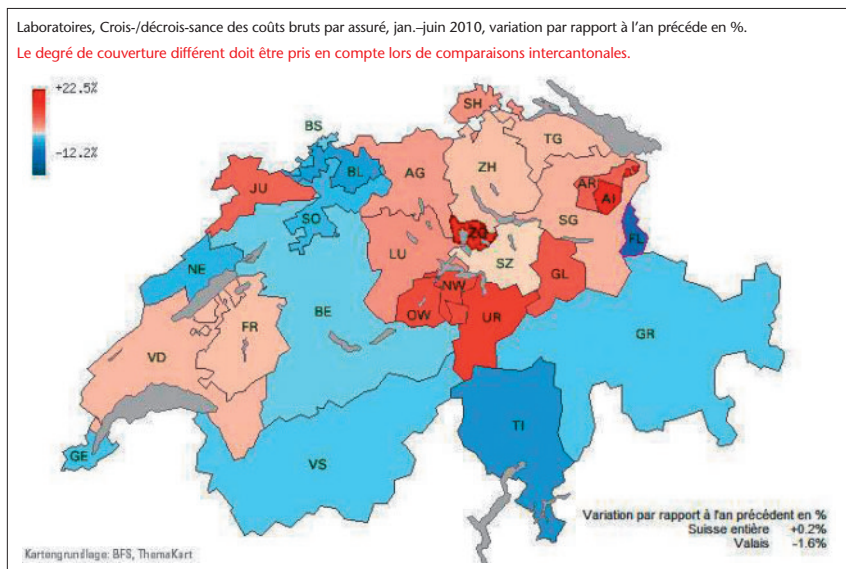 Laboratoires, Crois-/décrois-sance des coûts bruts par assuré, jan.–juin 2010, variation par rapport à l’an précéde en %.
Le degré de couverture différent doit être pris en compte lors de comparaisons intercantonales.
+22.5%
-12.2%
SH
BS
TG
BL
AG
ZH
JU
AR
AI
SO
SG
ZG
FL
LU
NE
SZ
GL
NW
BE
OW
UR
FR
GR
VD
TI
GE
VS
Variation par rapport à l'an précédent en %
Suisse entière +0.2%
Valais -1.6%
Kartengrundlage: BFS, ThemaKart